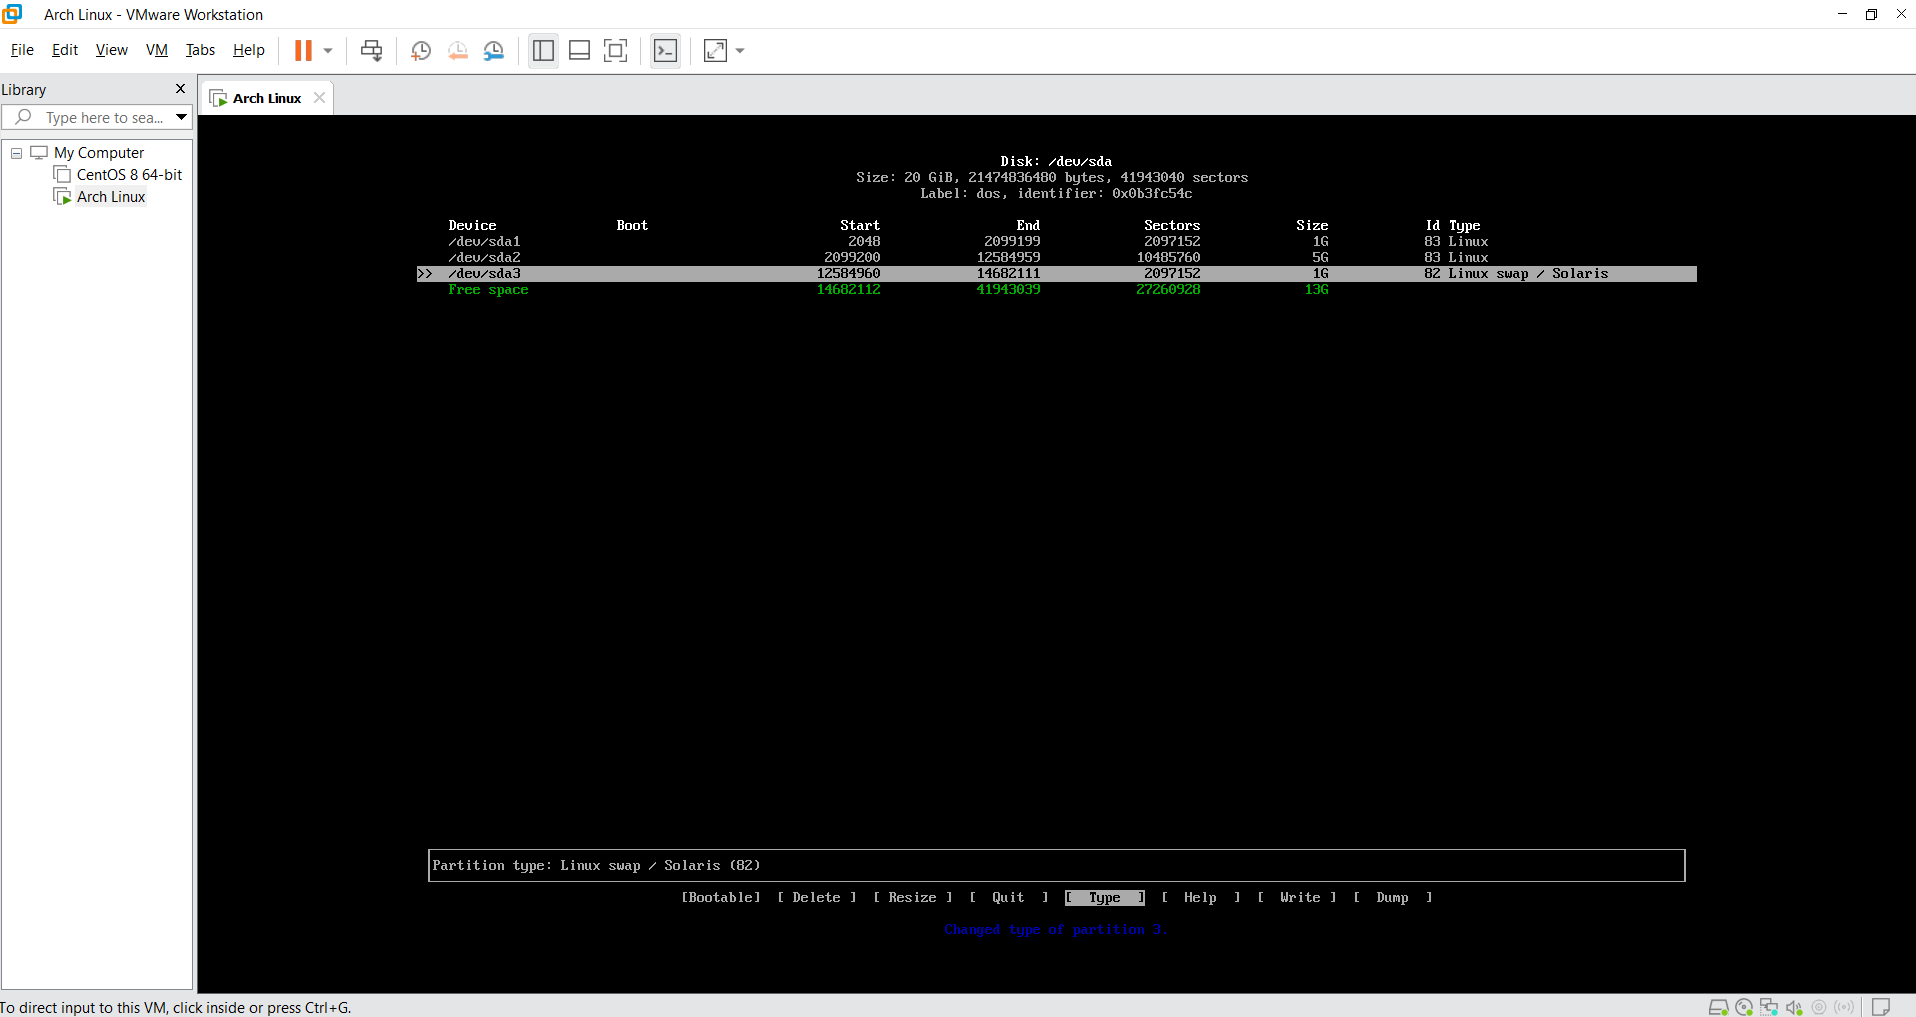 Arch Linux - VMware Workstation
File Edit View VM Tabs Help
Library
Type here to sea...
My Computer
CentOS 8 64-bit
Arch Linux
Arch Linux
Disk: /dev/sda
Size: 20 GiB, 21474836480 bytes, 41943040 sectors
Label: dos, identifier: 0x0b3fc54c
Device Boot Start End Sectors Size Id Type
/dev/sda1 2048 2099199 2097152 1G 83 Linux
/dev/sda2 2099200 12584959 10485760 5G 83 Linux
>> /dev/sda3 12584960 14682111 2097152 1G 82 Linux swap / Solaris
Free space 14682112 41943039 27260928 13G
Partition type: Linux swap / Solaris (82)
[Bootable] [ Delete ] [ Resize ] [ Quit ] [ Type ] [ Help ] [ Write ] [ Dump ]
Changed type of partition 3.
To direct input to this VM, click inside or press Ctrl+G.